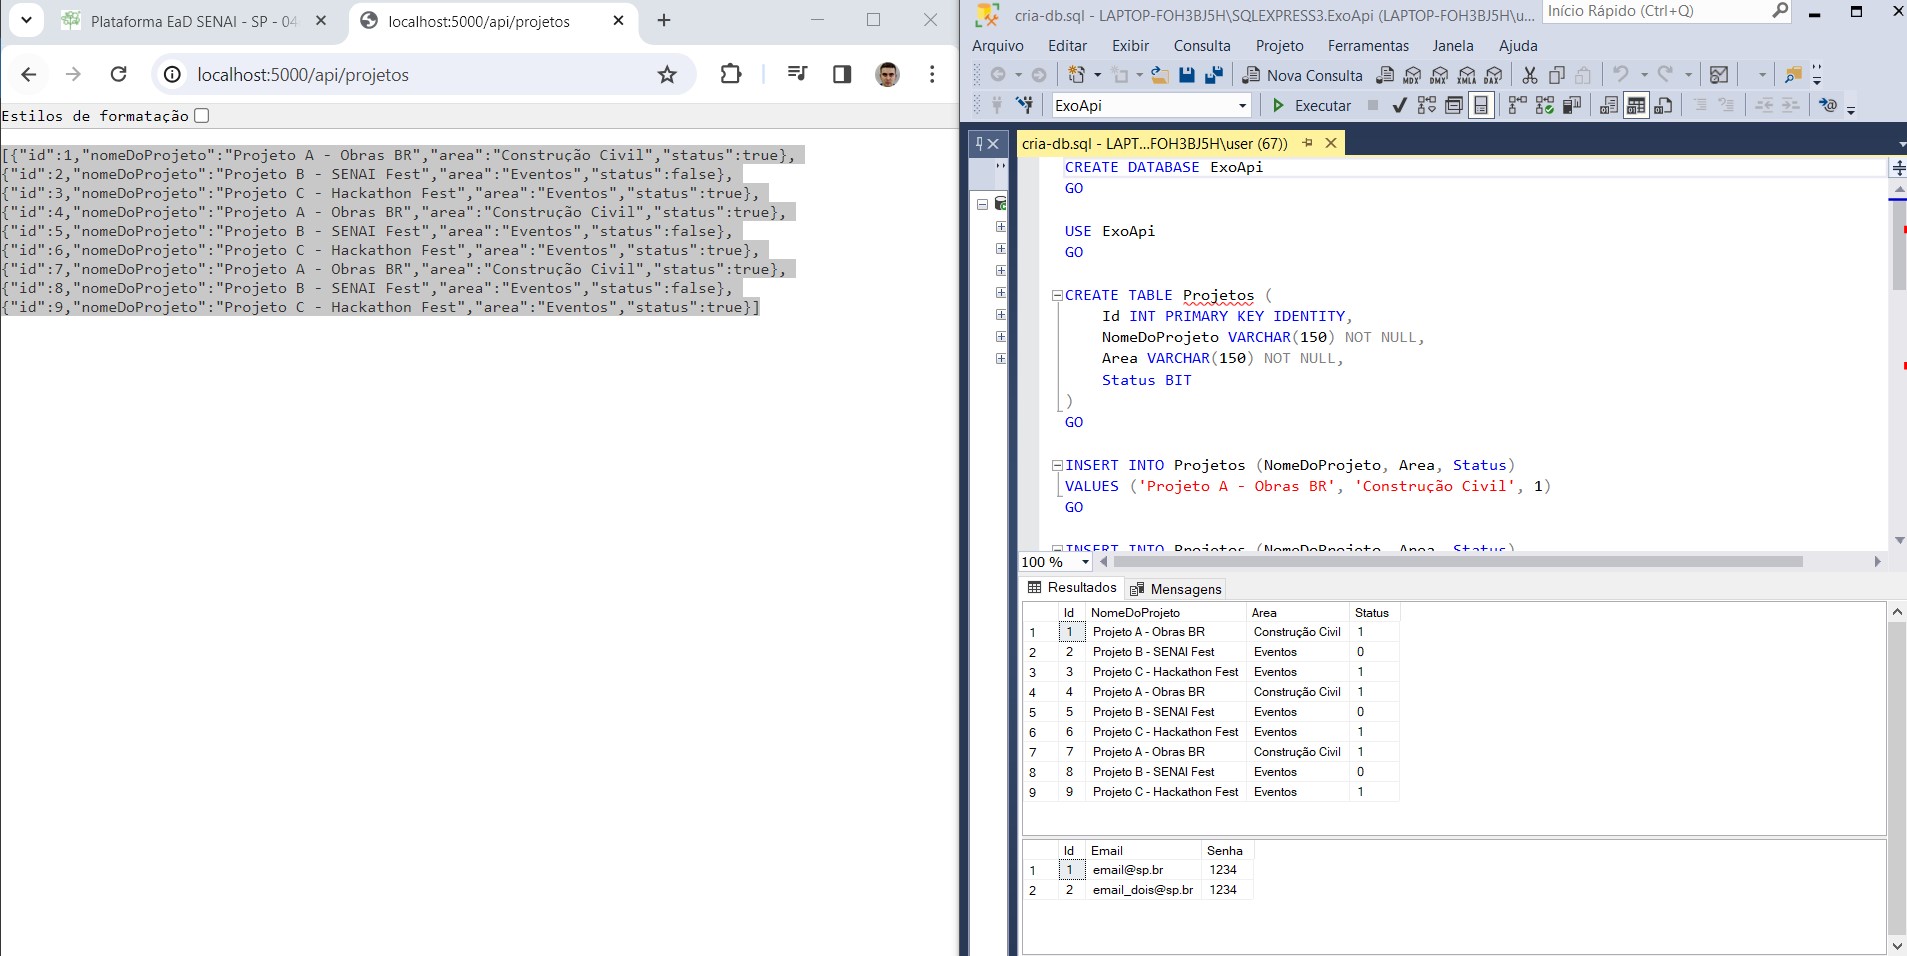 Plataforma EaD SENAI - SP - 04
localhost:5000/api/projetos
localhost:5000/api/projetos
Estilos de formatação
[{"id":1,"nomeDoProjeto":"Projeto A - Obras BR","area":"Construção Civil","status":true},
{"id":2,"nomeDoProjeto":"Projeto B - SENAI Fest","area":"Eventos","status":false},
{"id":3,"nomeDoProjeto":"Projeto C - Hackathon Fest","area":"Eventos","status":true},
{"id":4,"nomeDoProjeto":"Projeto A - Obras BR","area":"Construção Civil","status":true},
{"id":5,"nomeDoProjeto":"Projeto B - SENAI Fest","area":"Eventos","status":false},
{"id":6,"nomeDoProjeto":"Projeto C - Hackathon Fest","area":"Eventos","status":true},
{"id":7,"nomeDoProjeto":"Projeto A - Obras BR","area":"Construção Civil","status":true},
{"id":8,"nomeDoProjeto":"Projeto B - SENAI Fest","area":"Eventos","status":false},
{"id":9,"nomeDoProjeto":"Projeto C - Hackathon Fest","area":"Eventos","status":true}]
cria-db.sql - LAPTOP-FOH3BJ5H\SQLEXPRESS3.ExoApi (LAPTOP-FOH3BJ5H\u...
Início Rápido (Ctrl+Q)
Arquivo Editar Exibir Consulta Projeto Ferramentas Janela Ajuda
Nova Consulta MDX DMX XMLA DAX
ExoApi Executar
cria-db.sql - LAPT...FOH3BJ5H\user (67))
CREATE DATABASE ExoApi
GO
USE ExoApi
GO
CREATE TABLE Projetos (
Id INT PRIMARY KEY IDENTITY,
NomeDoProjeto VARCHAR(150) NOT NULL,
Area VARCHAR(150) NOT NULL,
Status BIT
)
GO
INSERT INTO Projetos (NomeDoProjeto, Area, Status)
VALUES ('Projeto A - Obras BR', 'Construção Civil', 1)
GO
INSERT INTO Projetos (NomeDoProjeto, Area, Status)
100 %
Resultados Mensagens
Id NomeDoProjeto Area Status
1 1 Projeto A - Obras BR Construção Civil 1
2 2 Projeto B - SENAI Fest Eventos 0
3 3 Projeto C - Hackathon Fest Eventos 1
4 4 Projeto A - Obras BR Construção Civil 1
5 5 Projeto B - SENAI Fest Eventos 0
6 6 Projeto C - Hackathon Fest Eventos 1
7 7 Projeto A - Obras BR Construção Civil 1
8 8 Projeto B - SENAI Fest Eventos 0
9 9 Projeto C - Hackathon Fest Eventos 1
Id Email Senha
1 1 email@sp.br 1234
2 2 email_dois@sp.br 1234